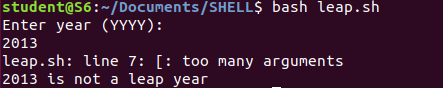 student@S6:~/Documents/SHELL$ bash leap.sh
Enter year (YYYY):
2013
leap.sh: line 7: [: too many arguments
2013 is not a leap year